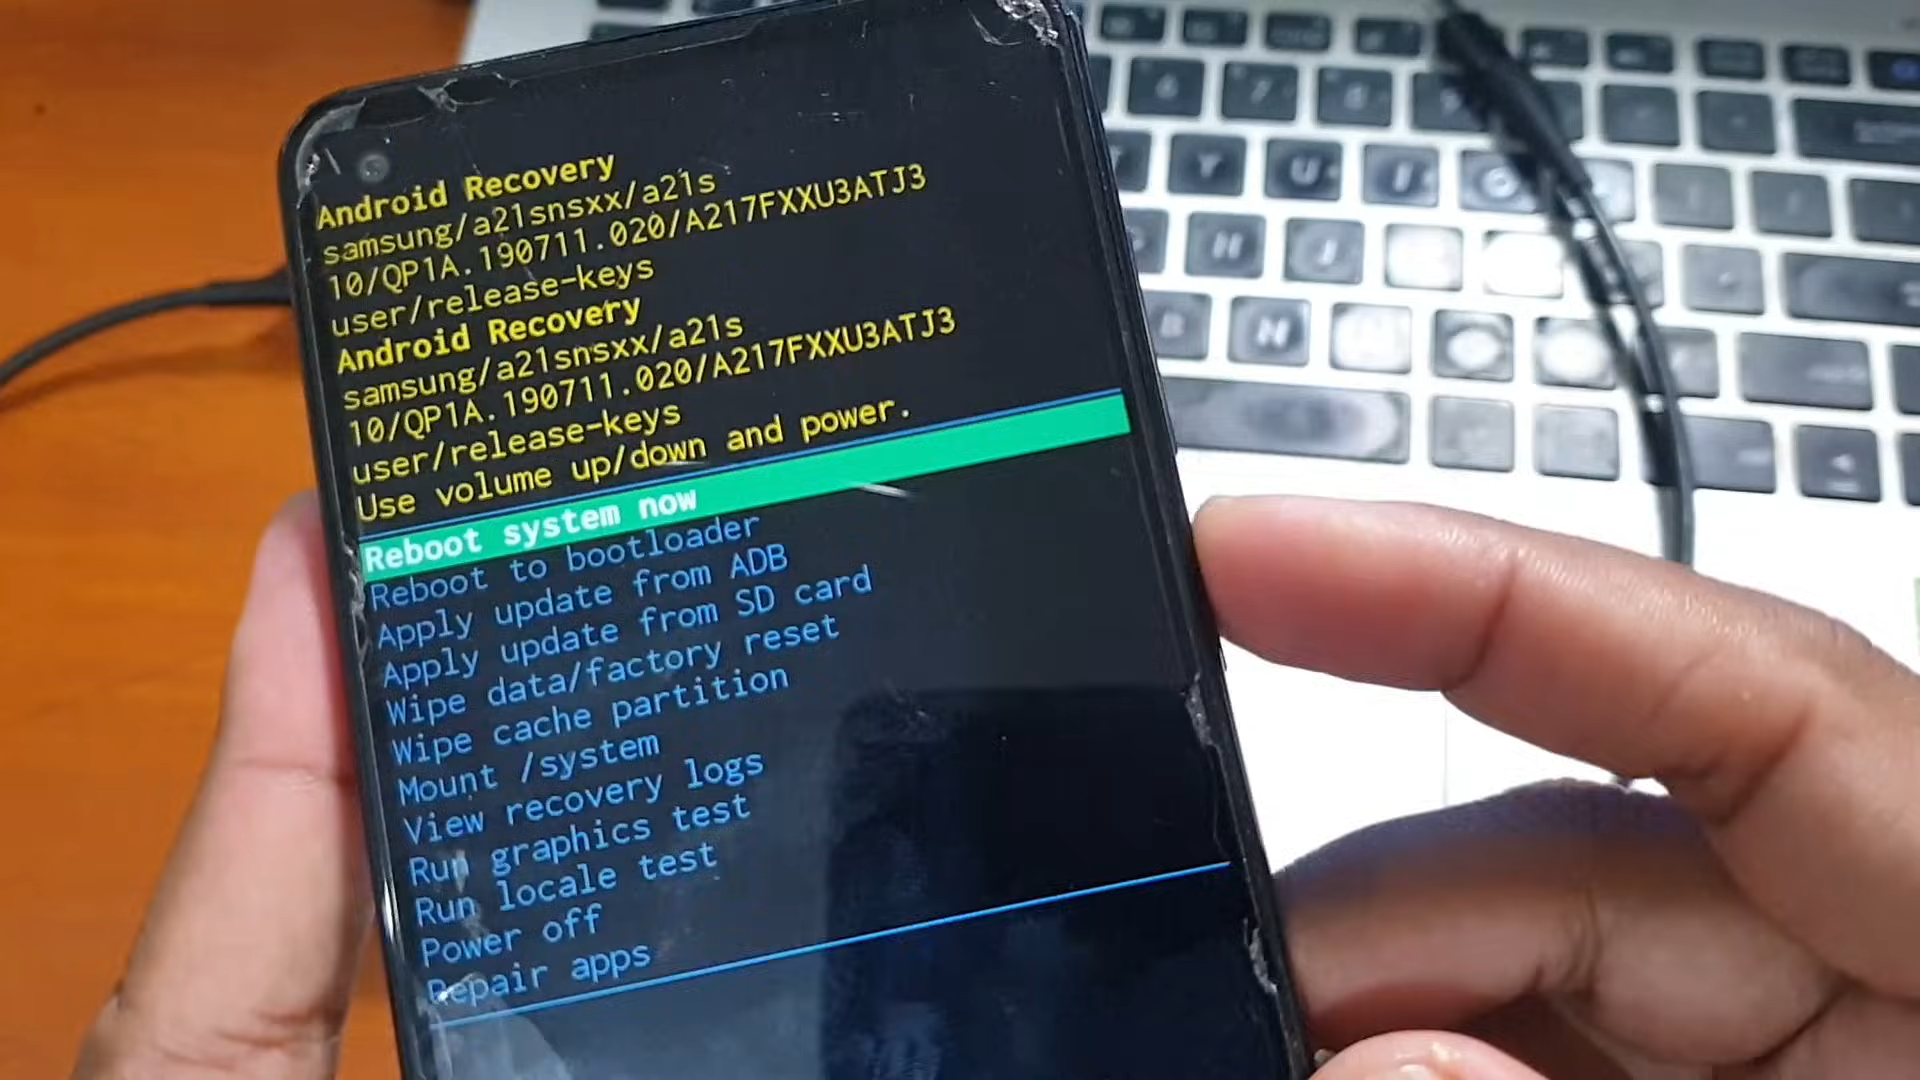 Android Recovery
samsung/a21snsxx/a21s
10/QP1A.190711.020/A217FXXU3ATJ3
user/release-keys
Android Recovery
samsung/a21snsxx/a21s
10/QP1A.190711.020/A217FXXU3ATJ3
user/release-keys
Use volume up/down and power.
Reboot system now
Reboot to bootloader
Apply update from ADB
Apply update from SD card
Wipe data/factory reset
Wipe cache partition
Mount /system
View recovery logs
Run graphics test
Run locale test
Power off
Repair apps
6
7
8
Y
U
I
H
J
B
N